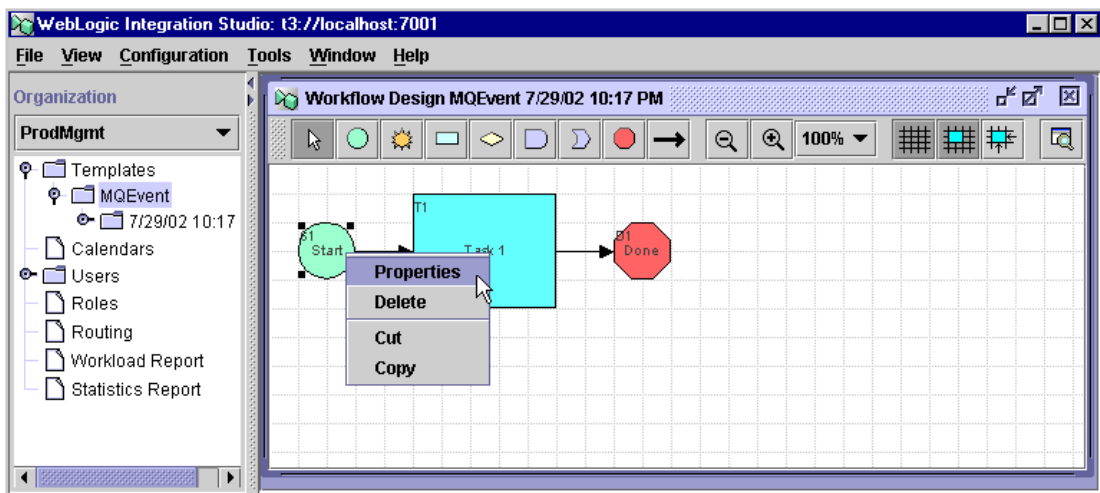 WebLogic Integration Studio: t3://localhost:7001
File View Configuration Tools Window Help
Organization
ProdMgmt
Templates
MQEvent
7/29/02 10:17
Calendars
Users
Roles
Routing
Workload Report
Statistics Report
Workflow Design MQEvent 7/29/02 10:17 PM
100%
S1
Start
T1
Task 1
D1
Done
Properties
Delete
Cut
Copy